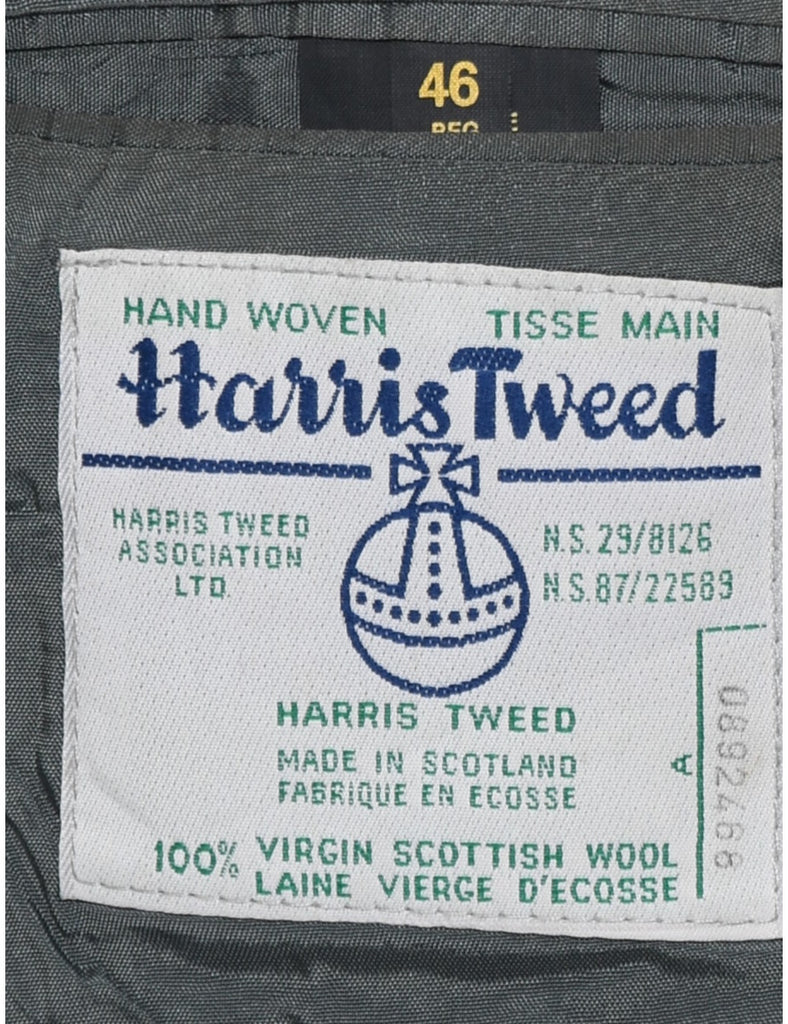 46
REG
HAND WOVEN TISSE MAIN
Harris Tweed
HARRIS TWEED
ASSOCIATION
LTD.
N.S. 29/8126
N.S. 87/22589
HARRIS TWEED
MADE IN SCOTLAND
FABRIQUE EN ECOSSE
100% VIRGIN SCOTTISH WOOL
LAINE VIERGE D'ECOSSE
A
0892468